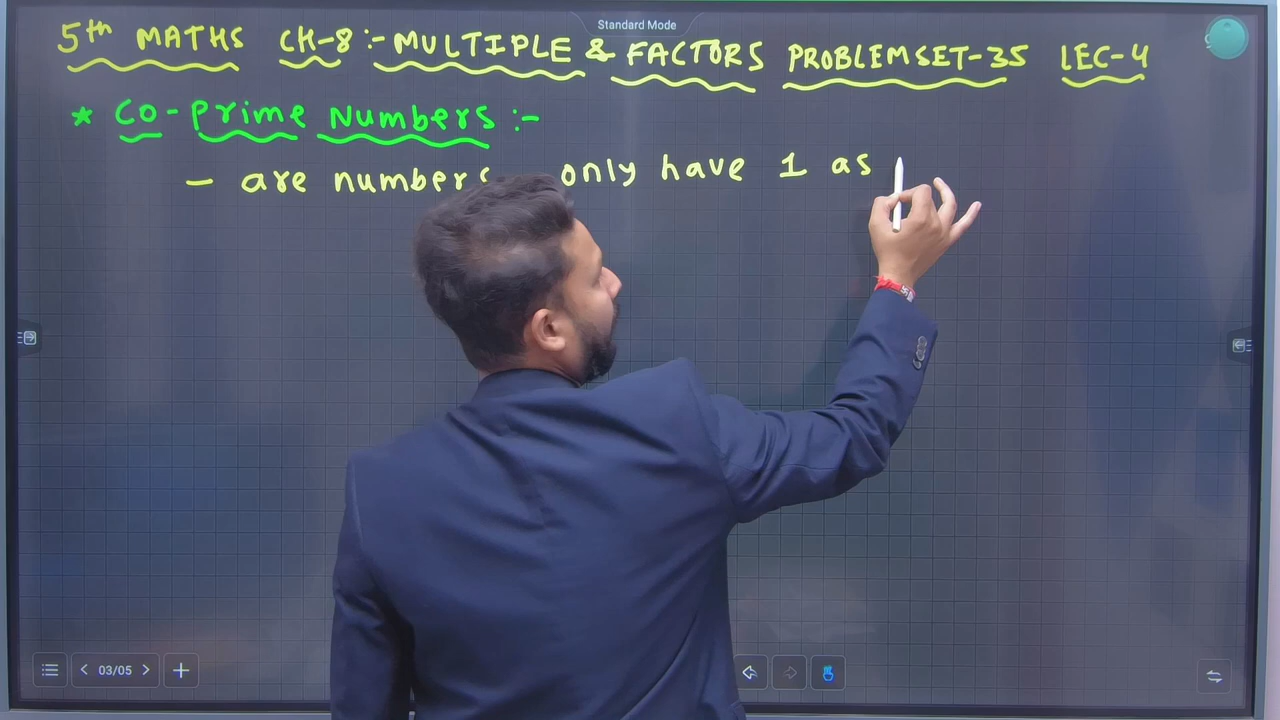 Standard Mode
5th MATHS CH-8:- MULTIPLE & FACTORS PROBLEMSET-35 LEC-4
* Co-prime Numbers :-
- are numbers only have 1 as
03/05